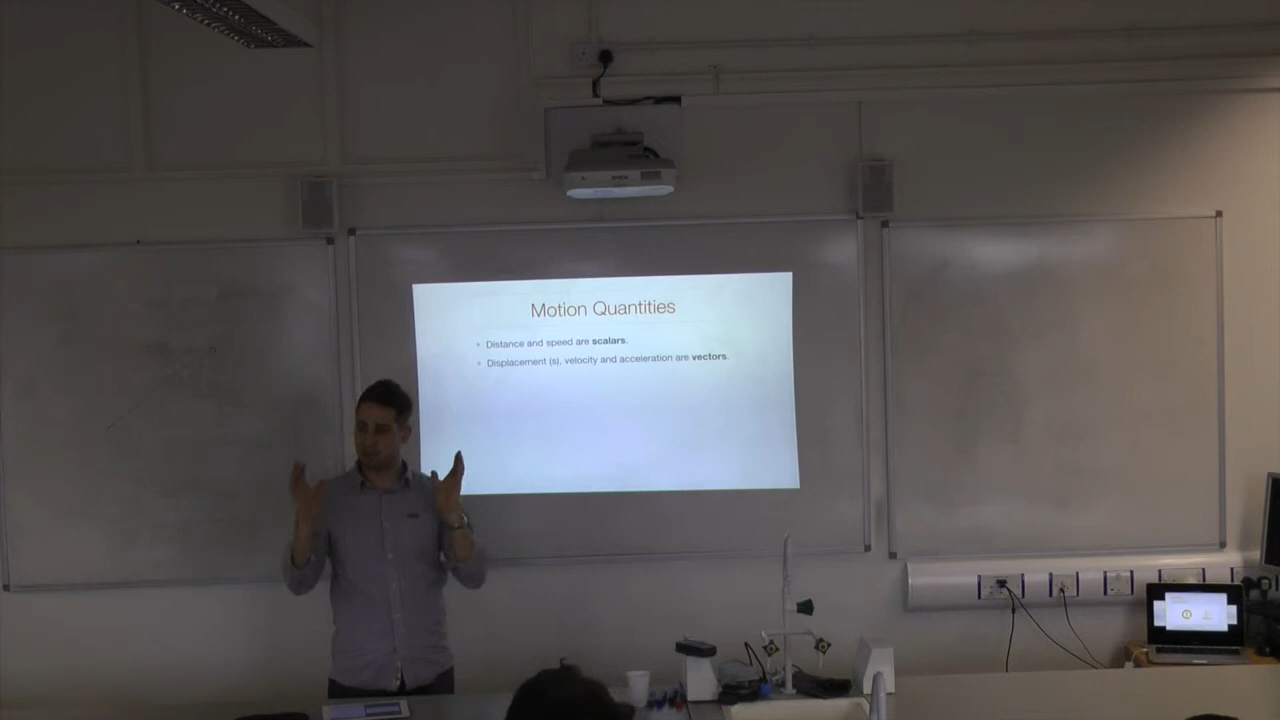 Motion Quantities
Distance and speed are scalars.
Displacement (s), velocity and acceleration are vectors.